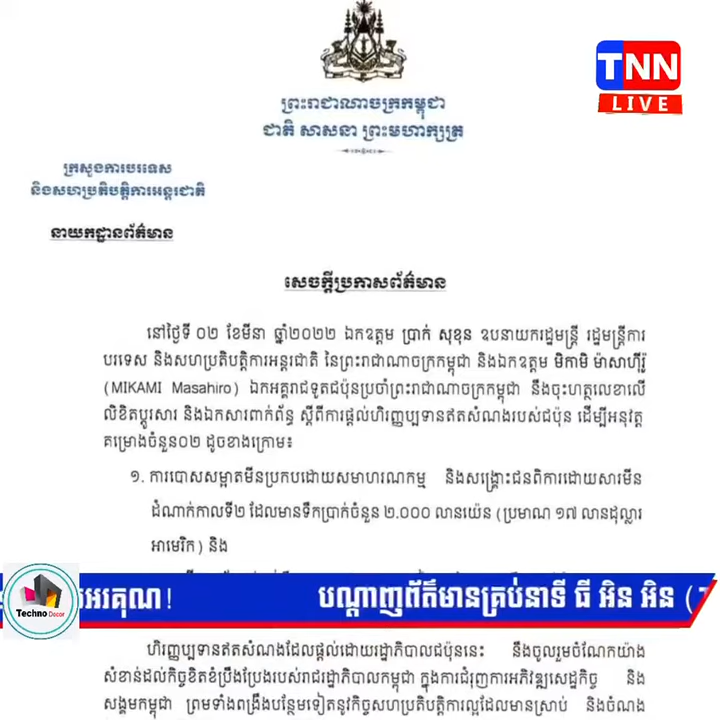 ព្រះរាជាណាចក្រកម្ពុជា
ជាតិ សាសនា ព្រះមហាក្សត្រ
TNN
LIVE
ក្រសួងការបរទេស
និងសហប្រតិបត្តិការអន្តរជាតិ
នាយកដ្ឋានព័ត៌មាន
សេចក្តីប្រកាសព័ត៌មាន
នៅថ្ងៃទី ០២ ខែមីនា ឆ្នាំ២០២២ ឯកឧត្តម ប្រាក់ សុខុន ឧបនាយករដ្ឋមន្ត្រី រដ្ឋមន្ត្រីការ
បរទេស និងសហប្រតិបត្តិការអន្តរជាតិ នៃព្រះរាជាណាចក្រកម្ពុជា និងឯកឧត្តម មិកាមិ ម៉ាសាហ៊ីរ៉ូ
(MIKAMI Masahiro) ឯកអគ្គរាជទូតជប៉ុនប្រចាំព្រះរាជាណាចក្រកម្ពុជា នឹងចុះហត្ថលេខាលើ
លិខិតប្តូរសារ និងឯកសារពាក់ព័ន្ធ ស្តីពីការផ្តល់ហិរញ្ញប្បទានឥតសំណងរបស់ជប៉ុន ដើម្បីអនុវត្ត
គម្រោងចំនួន០២ ដូចខាងក្រោម៖
១. ការបោសសម្អាតមីនប្រកបដោយសមាហរណកម្ម និងសង្គ្រោះជនពិការដោយសារមីន
ដំណាក់កាលទី២ ដែលមានទឹកប្រាក់ចំនួន ២.០០០ លានយ៉េន (ប្រមាណ ១៧ លានដុល្លារ
អាមេរិក) និង
Techno Decor
អរគុណ! បណ្តាញព័ត៌មានគ្រប់នាទី ធី អិន អិន (
ហិរញ្ញប្បទានឥតសំណងដែលផ្តល់ដោយរដ្ឋាភិបាលជប៉ុននេះ នឹងចូលរួមចំណែកយ៉ាង
សំខាន់ដល់កិច្ចខិតខំប្រឹងប្រែងរបស់រាជរដ្ឋាភិបាលកម្ពុជា ក្នុងការជំរុញការអភិវឌ្ឍសេដ្ឋកិច្ច និង
សង្គមកម្ពុជា ព្រមទាំងពង្រឹងបន្ថែមទៀតនូវកិច្ចសហប្រតិបត្តិការល្អដែលមានស្រាប់ និងចំណង